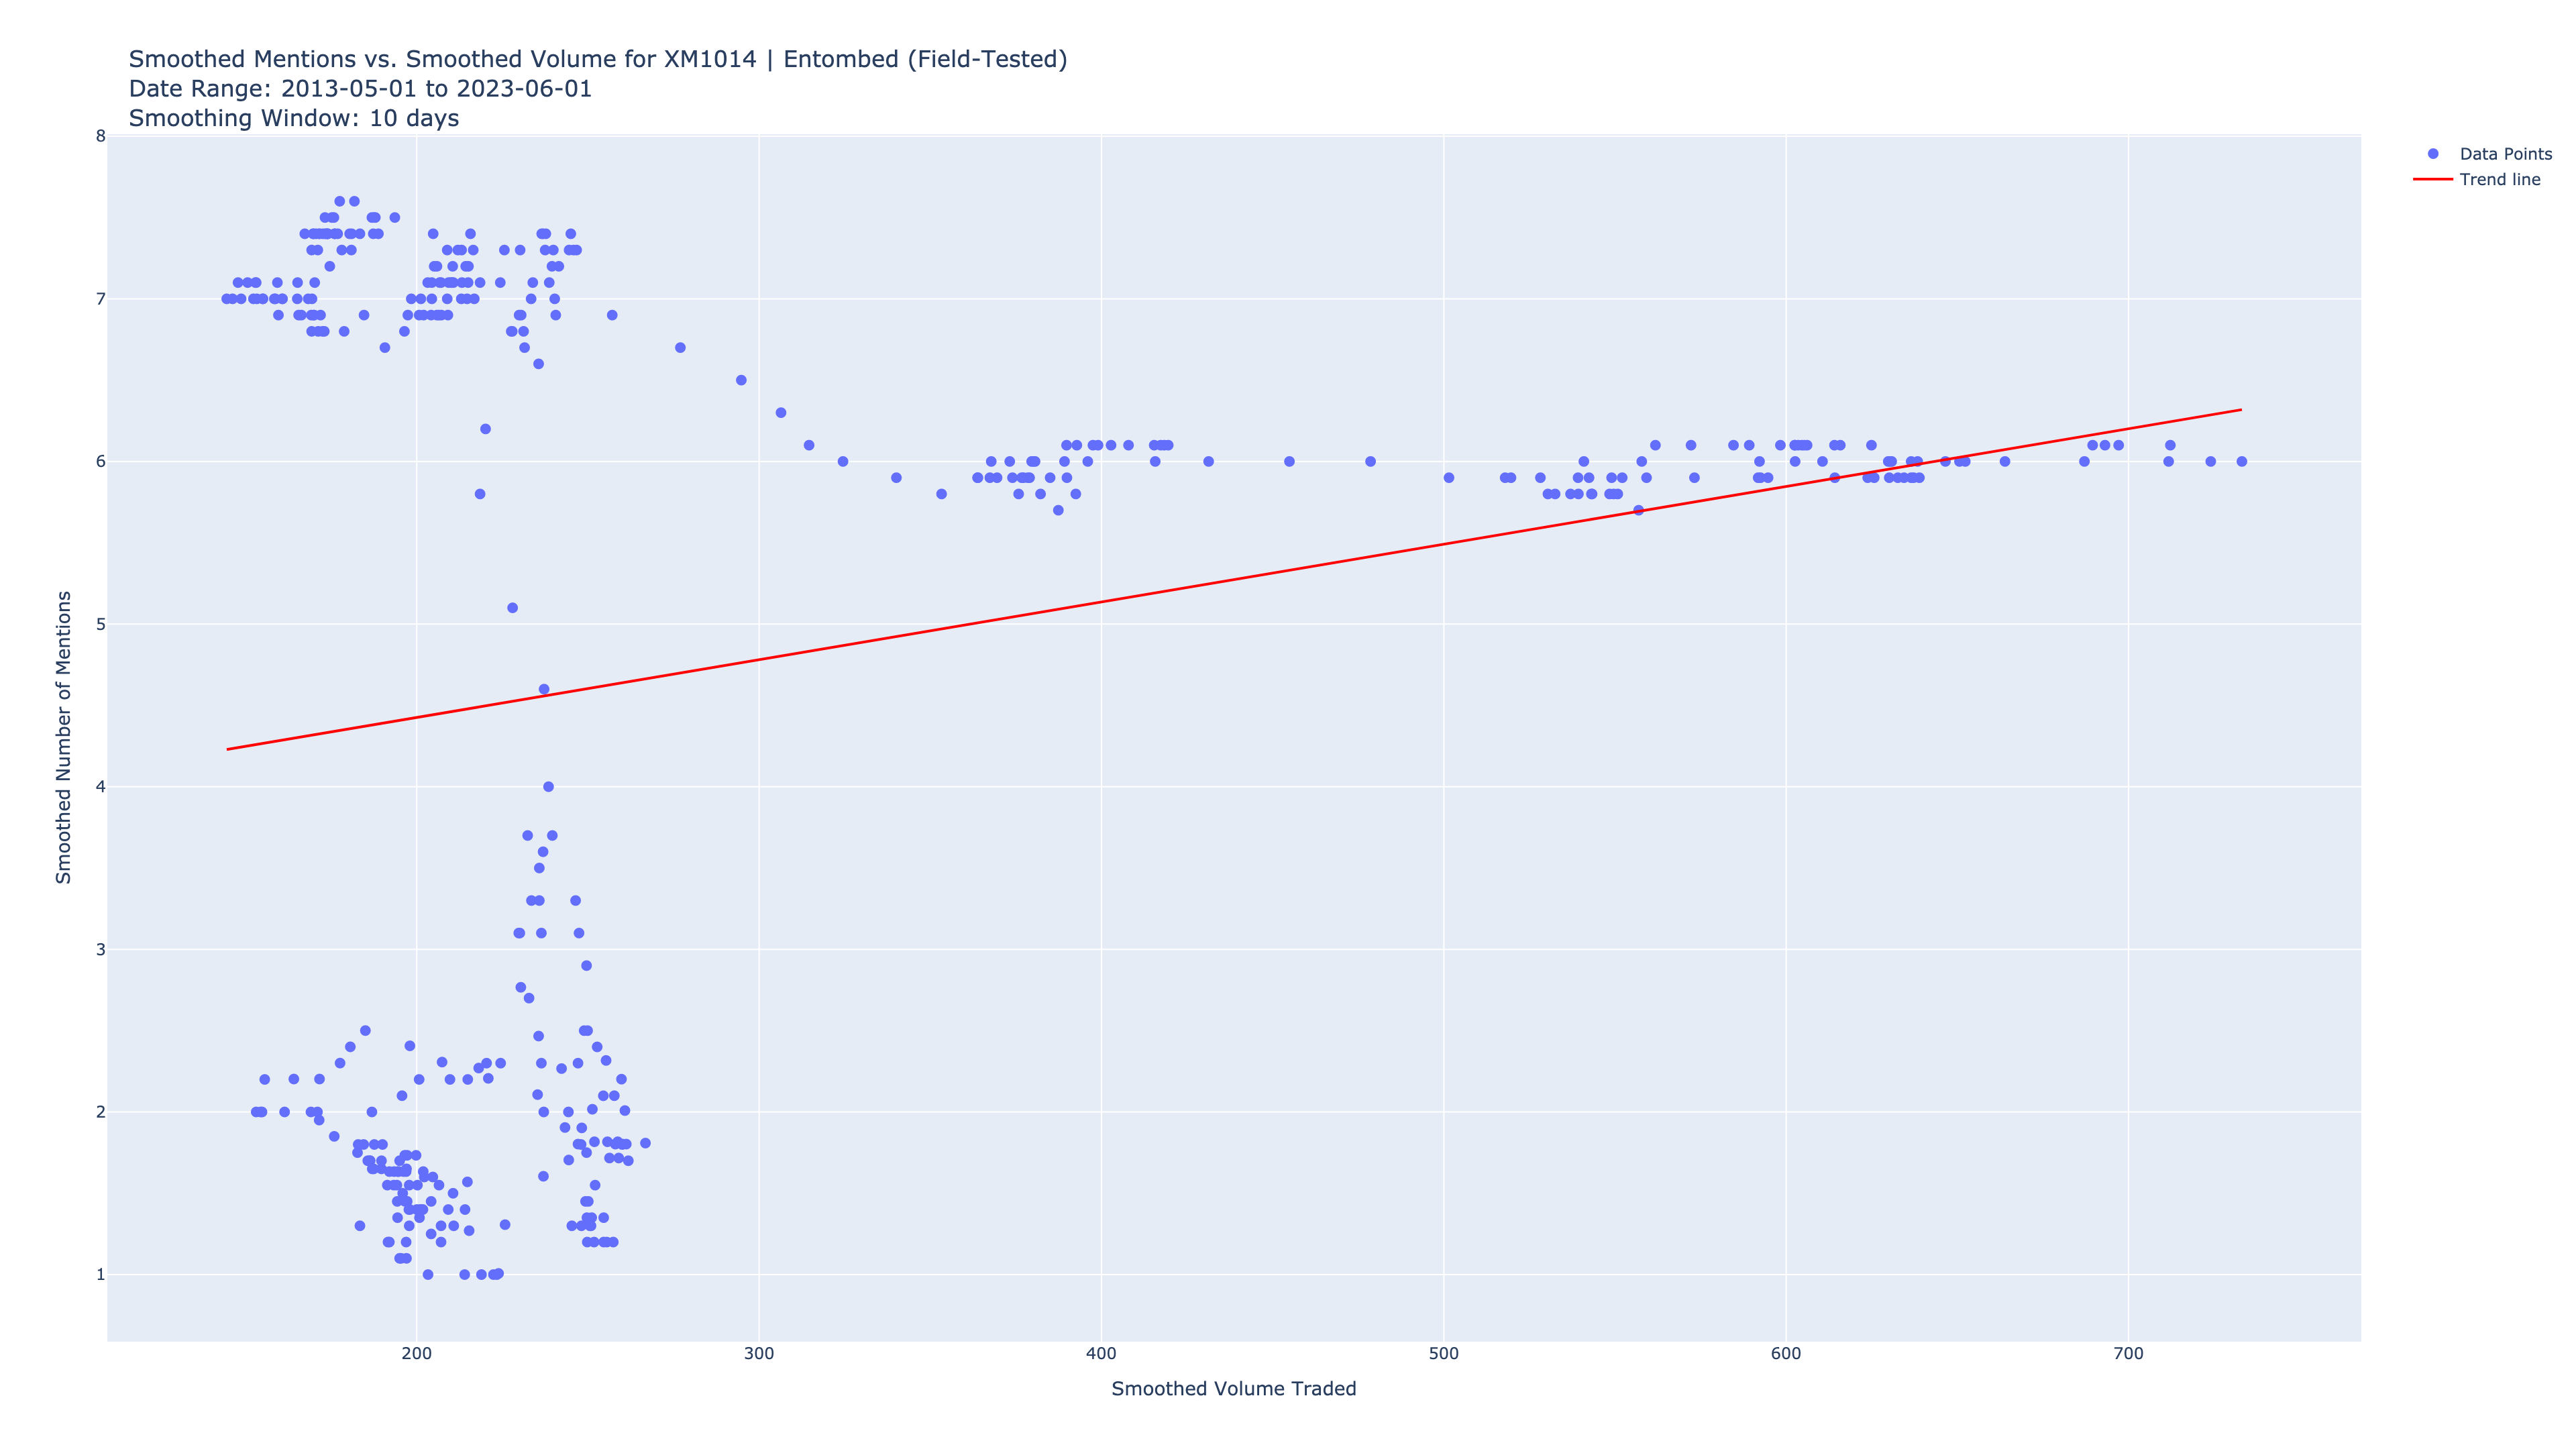 Smoothed Mentions vs. Smoothed Volume for XM1014 | Entombed (Field-Tested)
Date Range: 2013-05-01 to 2023-06-01
Smoothing Window: 10 days
Data Points
Trend line
8
7
6
5
4
3
2
1
Smoothed Number of Mentions
200 300 400 500 600 700
Smoothed Volume Traded